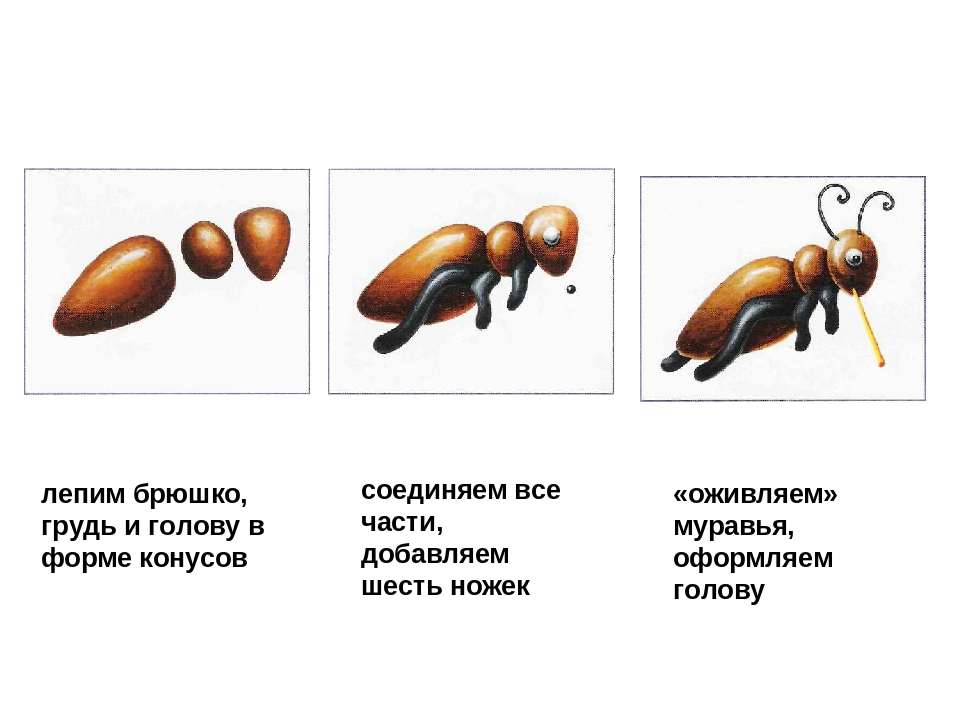 лепим брюшко,
грудь и голову в
форме конусов
соединяем все
части,
добавляем
шесть ножек
«оживляем»
муравья,
оформляем
голову